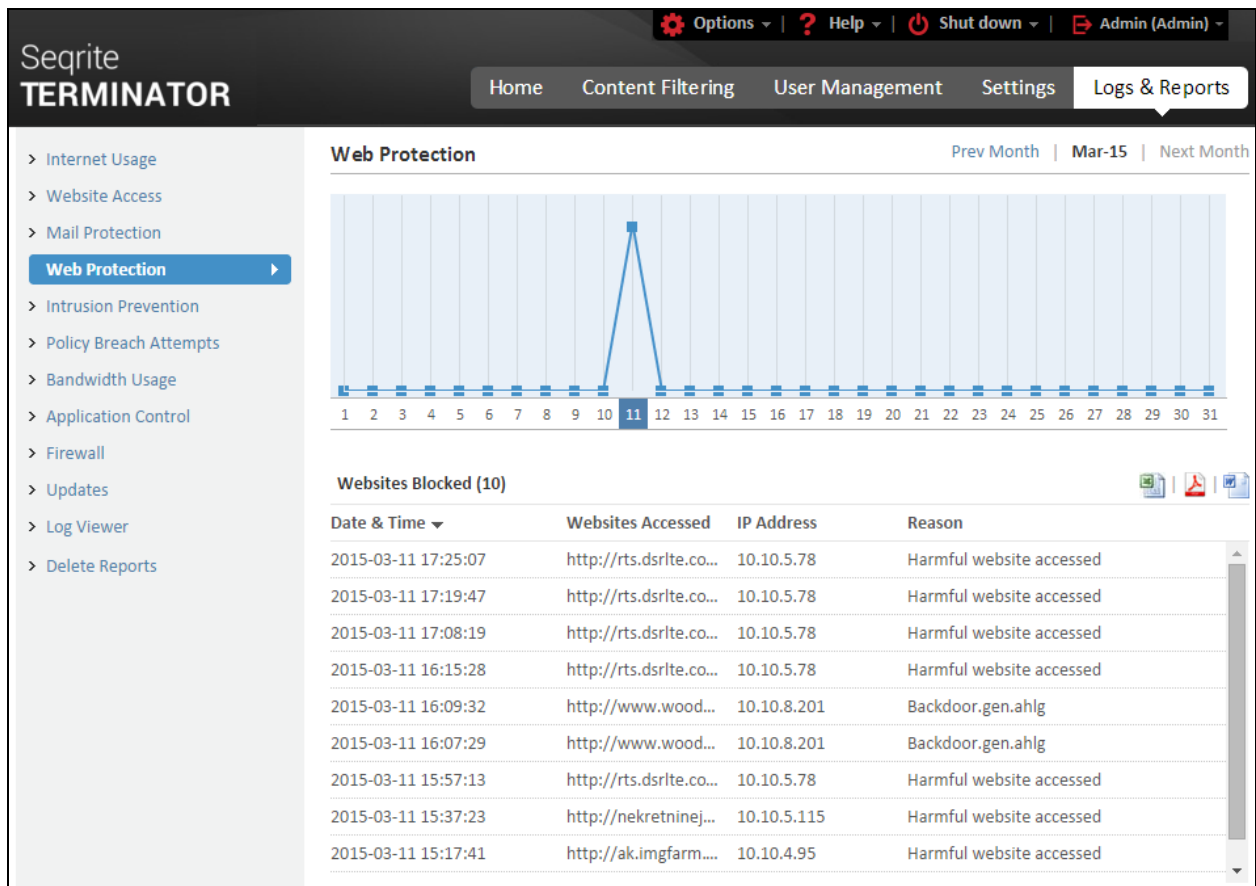 Options | Help | Shut down | Admin (Admin)
Seqrite
TERMINATOR
Home Content Filtering User Management Settings Logs & Reports
Internet Usage
Website Access
Mail Protection
Web Protection
Intrusion Prevention
Policy Breach Attempts
Bandwidth Usage
Application Control
Firewall
Updates
Log Viewer
Delete Reports
Web Protection
Prev Month | Mar-15 | Next Month
1 2 3 4 5 6 7 8 9 10 11 12 13 14 15 16 17 18 19 20 21 22 23 24 25 26 27 28 29 30 31
Websites Blocked (10)
Date & Time Websites Accessed IP Address Reason
2015-03-11 17:25:07 http://rts.dsrlte.co... 10.10.5.78 Harmful website accessed
2015-03-11 17:19:47 http://rts.dsrlte.co... 10.10.5.78 Harmful website accessed
2015-03-11 17:08:19 http://rts.dsrlte.co... 10.10.5.78 Harmful website accessed
2015-03-11 16:15:28 http://rts.dsrlte.co... 10.10.5.78 Harmful website accessed
2015-03-11 16:09:32 http://www.wood... 10.10.8.201 Backdoor.gen.ahlg
2015-03-11 16:07:29 http://www.wood... 10.10.8.201 Backdoor.gen.ahlg
2015-03-11 15:57:13 http://rts.dsrlte.co... 10.10.5.78 Harmful website accessed
2015-03-11 15:37:23 http://nekretninej... 10.10.5.115 Harmful website accessed
2015-03-11 15:17:41 http://ak.imgfarm.... 10.10.4.95 Harmful website accessed